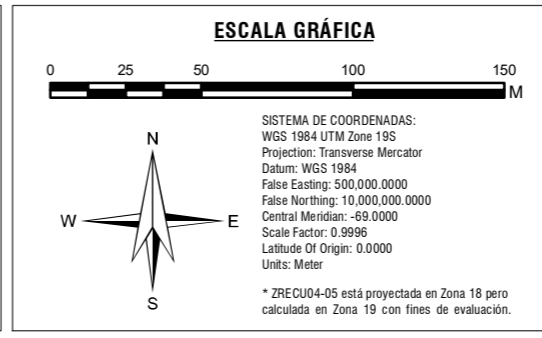 ESCALA GRÁFICA
0 25 50 100 150
M
SISTEMA DE COORDENADAS:
WGS 1984 UTM Zone 19S
Projection: Transverse Mercator
Datum: WGS 1984
False Easting: 500,000.0000
False Northing: 10,000,000.0000
Central Meridian: -69.0000
Scale Factor: 0.9996
Latitude Of Origin: 0.0000
Units: Meter
* ZRECU04-05 está proyectada en Zona 18 pero
calculada en Zona 19 con fines de evaluación.
N
W E
S